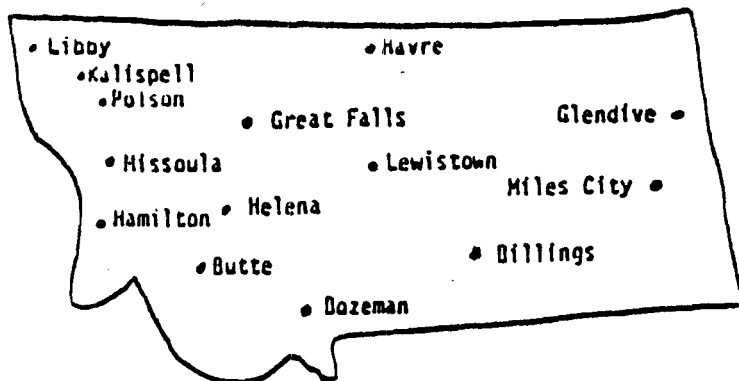 Libby
Havre
Kalispell
Polson
Great Falls
Glendive
Missoula
Lewistown
Miles City
Hamilton
Helena
Butte
Billings
Bozeman